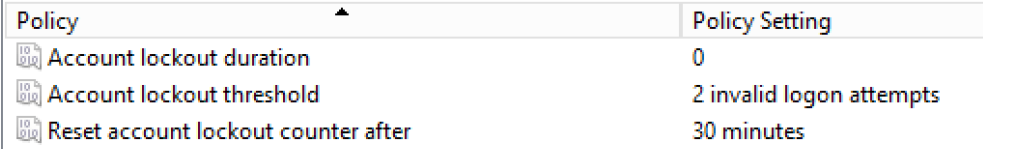 Policy Policy Setting
Account lockout duration 0
Account lockout threshold 2 invalid logon attempts
Reset account lockout counter after 30 minutes